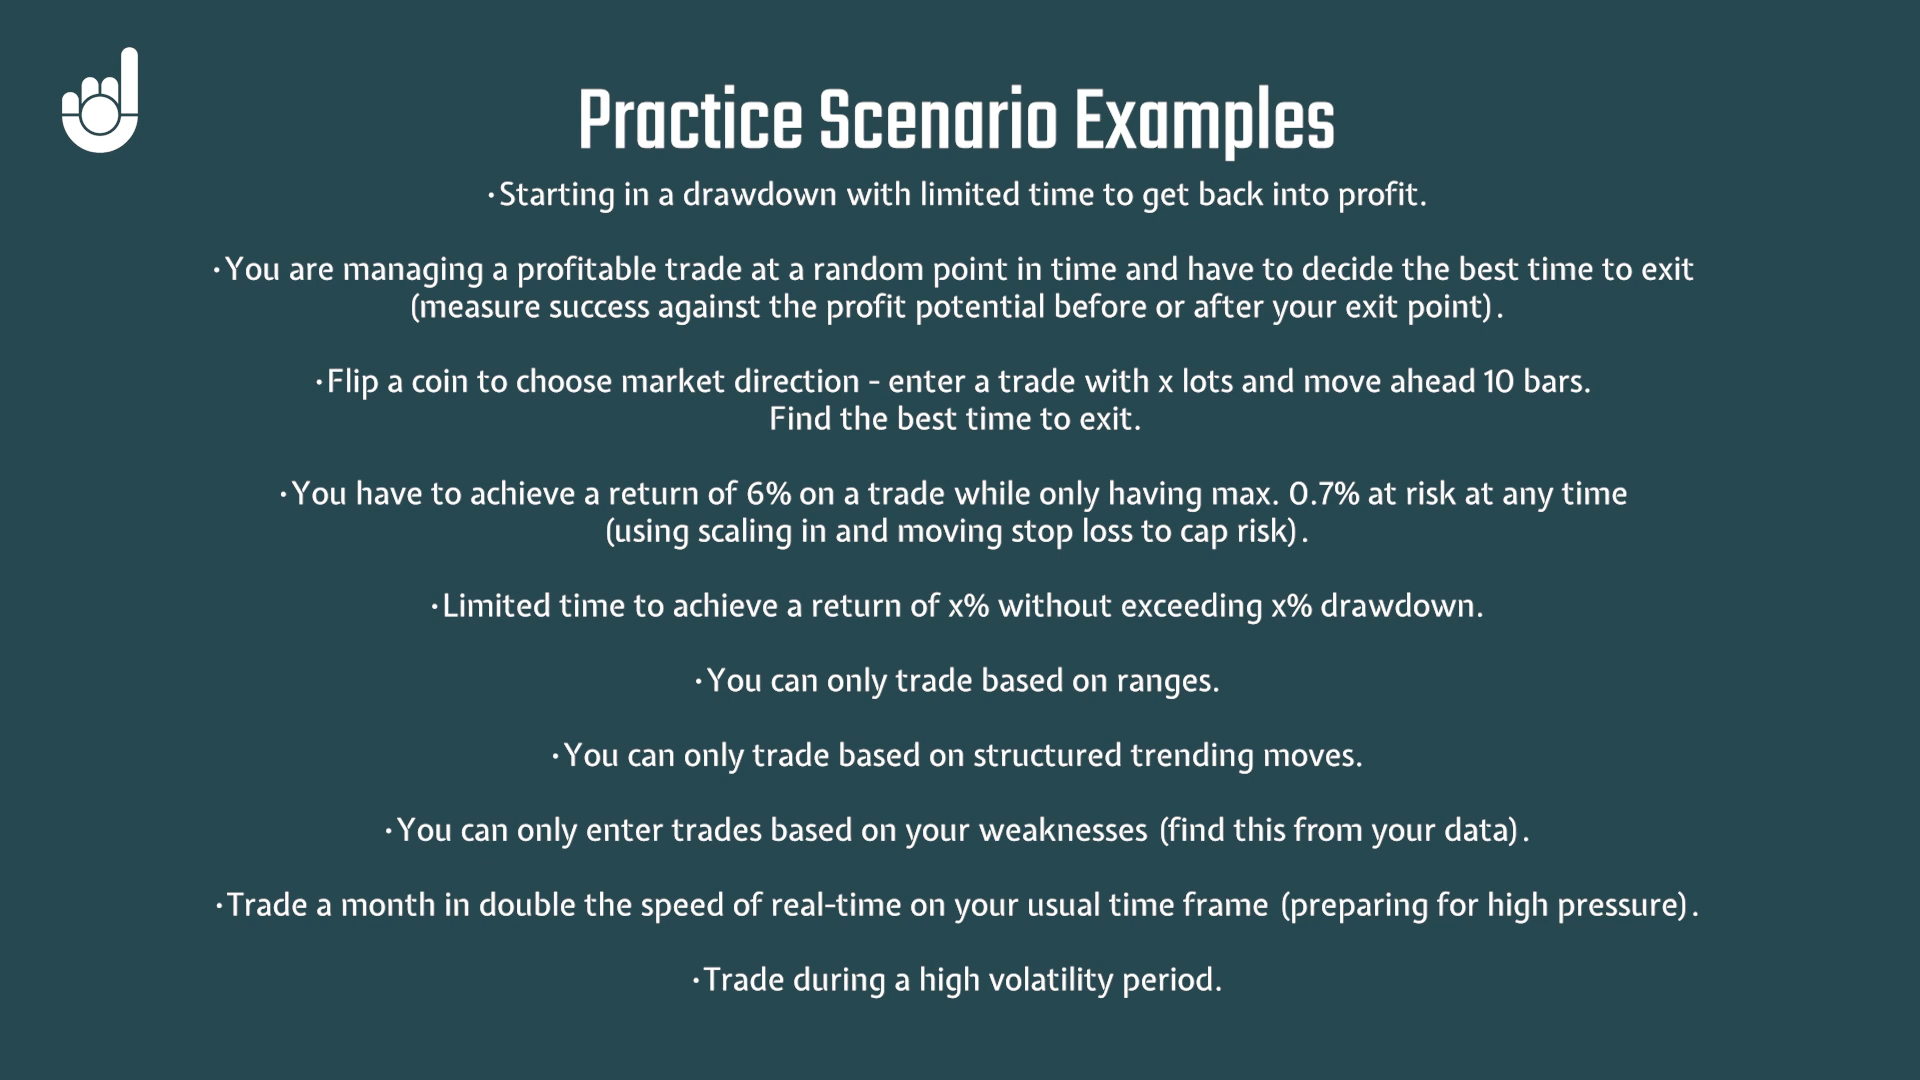 Practice Scenario Examples
·Starting in a drawdown with limited time to get back into profit.
·You are managing a profitable trade at a random point in time and have to decide the best time to exit
(measure success against the profit potential before or after your exit point).
·Flip a coin to choose market direction - enter a trade with x lots and move ahead 10 bars.
Find the best time to exit.
·You have to achieve a return of 6% on a trade while only having max. 0.7% at risk at any time
(using scaling in and moving stop loss to cap risk).
·Limited time to achieve a return of x% without exceeding x% drawdown.
·You can only trade based on ranges.
·You can only trade based on structured trending moves.
·You can only enter trades based on your weaknesses (find this from your data).
·Trade a month in double the speed of real-time on your usual time frame (preparing for high pressure).
·Trade during a high volatility period.